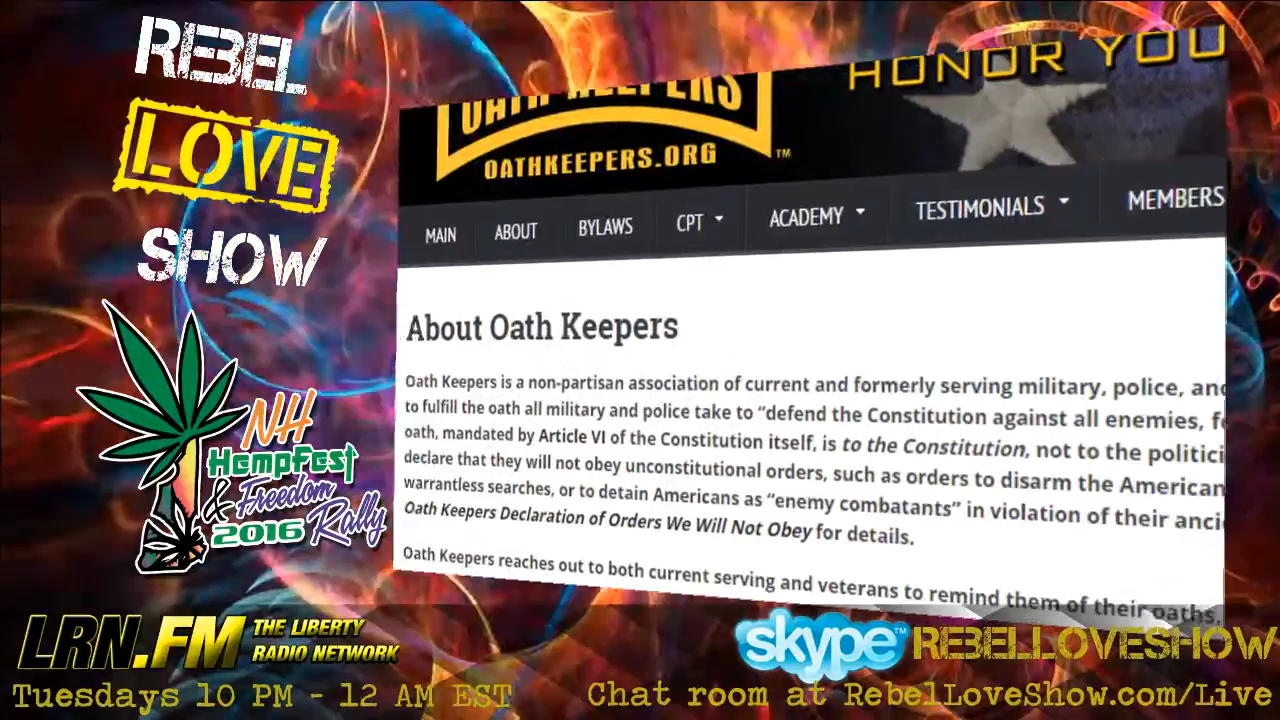 REBEL
LOVE
SHOW
NH
HempFest
& Freedom
2016 Rally
OATH KEEPERS
OATHKEEPERS.ORG ™
HONOR YOU
MAIN ABOUT BYLAWS CPT ACADEMY TESTIMONIALS MEMBERS
About Oath Keepers
Oath Keepers is a non-partisan association of current and formerly serving military, police, and
to fulfill the oath all military and police take to “defend the Constitution against all enemies, f
oath, mandated by Article VI of the Constitution itself, is to the Constitution, not to the politici
declare that they will not obey unconstitutional orders, such as orders to disarm the American
warrantless searches, or to detain Americans as “enemy combatants” in violation of their anci
Oath Keepers Declaration of Orders We Will Not Obey for details.
Oath Keepers reaches out to both current serving and veterans to remind them of their oaths,
LRN.FM THE LIBERTY
RADIO NETWORK
skype™ REBELLOVESHOW
Tuesdays 10 PM - 12 AM EST
Chat room at RebelLoveShow.com/Live